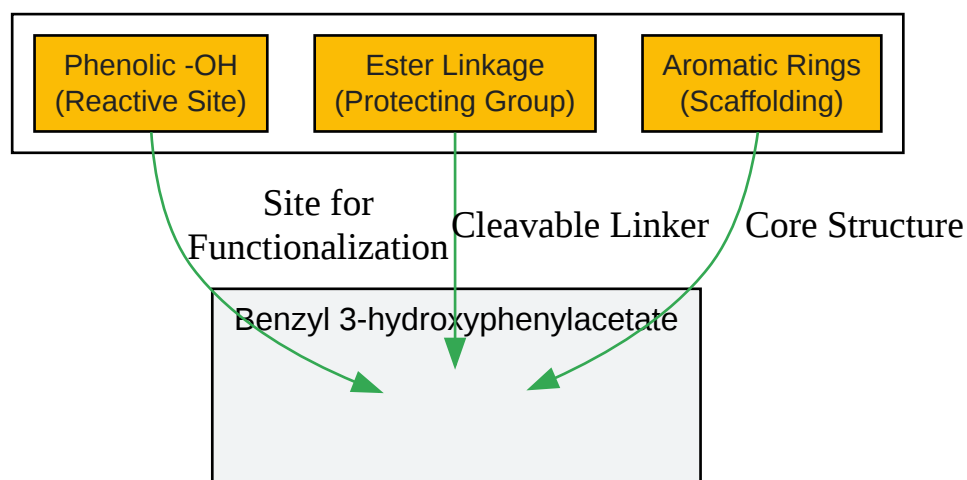 Phenolic -OH
(Reactive Site)
Ester Linkage
(Protecting Group)
Aromatic Rings
(Scaffolding)
Site for
Functionalization
Cleavable Linker
Core Structure
Benzyl 3-hydroxyphenylacetate